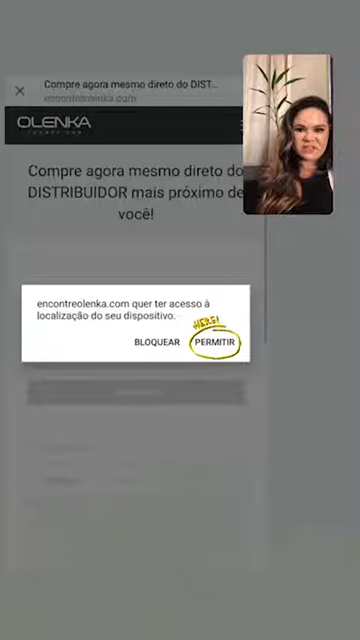 Compre agora mesmo direto do DIST...
encontreolenka.com
OLENKA
Compre agora mesmo direto do
DISTRIBUIDOR mais próximo de
você!
encontreolenka.com quer ter acesso à
localização do seu dispositivo.
HERE!
BLOQUEAR PERMITIR